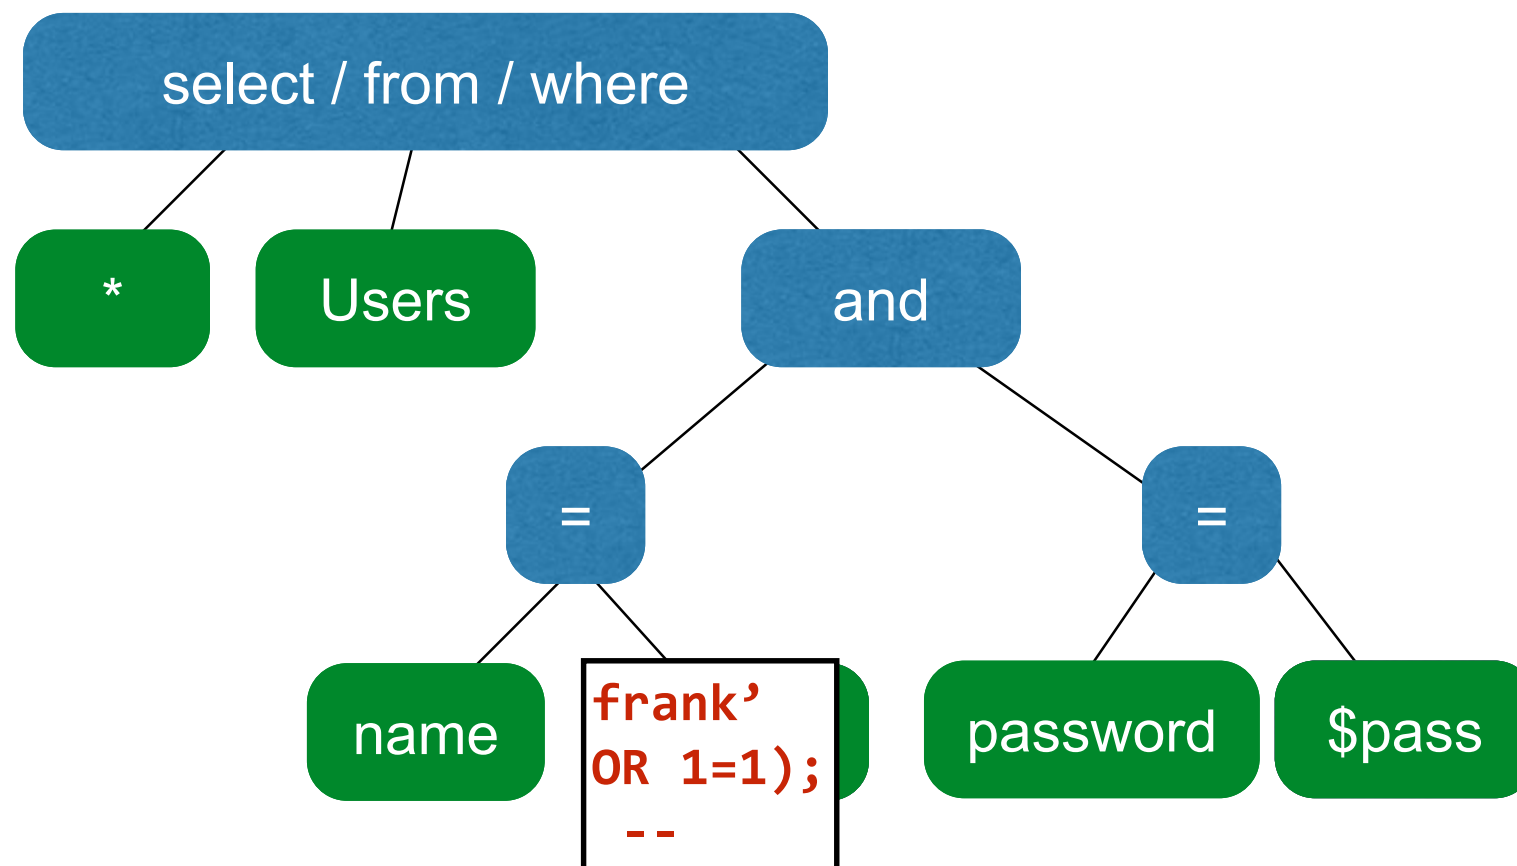 select / from / where
*
Users
and
=
=
name
frank’
OR 1=1);
--
password
$pass